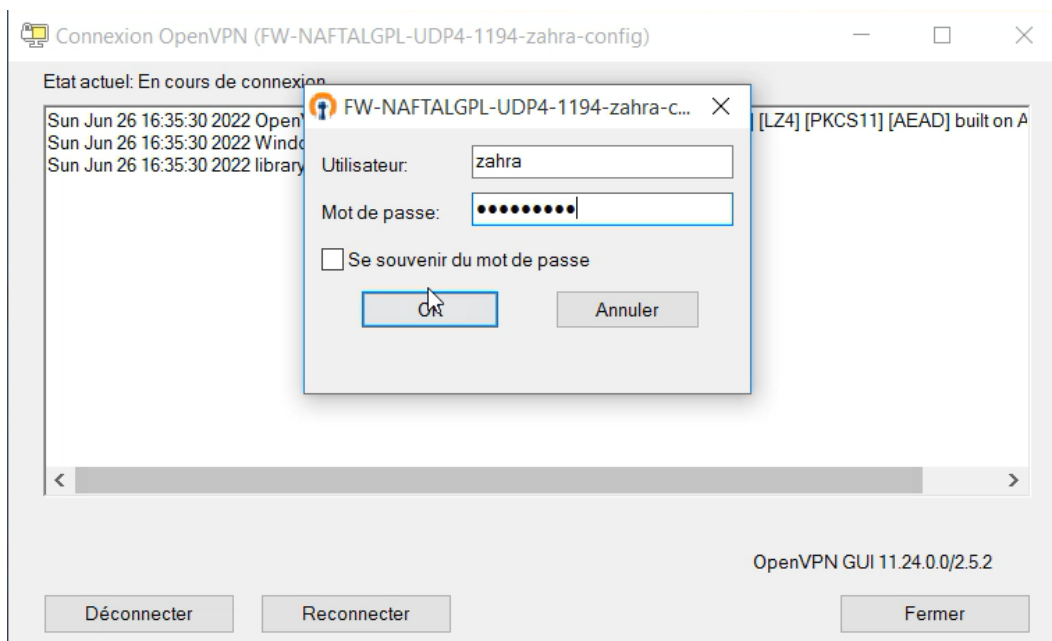 Connexion OpenVPN (FW-NAFTALGPL-UDP4-1194-zahra-config)
Etat actuel: En cours de connexion
FW-NAFTALGPL-UDP4-1194-zahra-c...
Sun Jun 26 16:35:30 2022 Open [LZ4] [PKCS11] [AEAD] built on A
Sun Jun 26 16:35:30 2022
Sun Jun 26 16:35:30 2022 library
Utilisateur: zahra
Mot de passe: •••••••••
Se souvenir du mot de passe
OK Annuler
OpenVPN GUI 11.24.0.0/2.5.2
Déconnecter Reconnecter Fermer